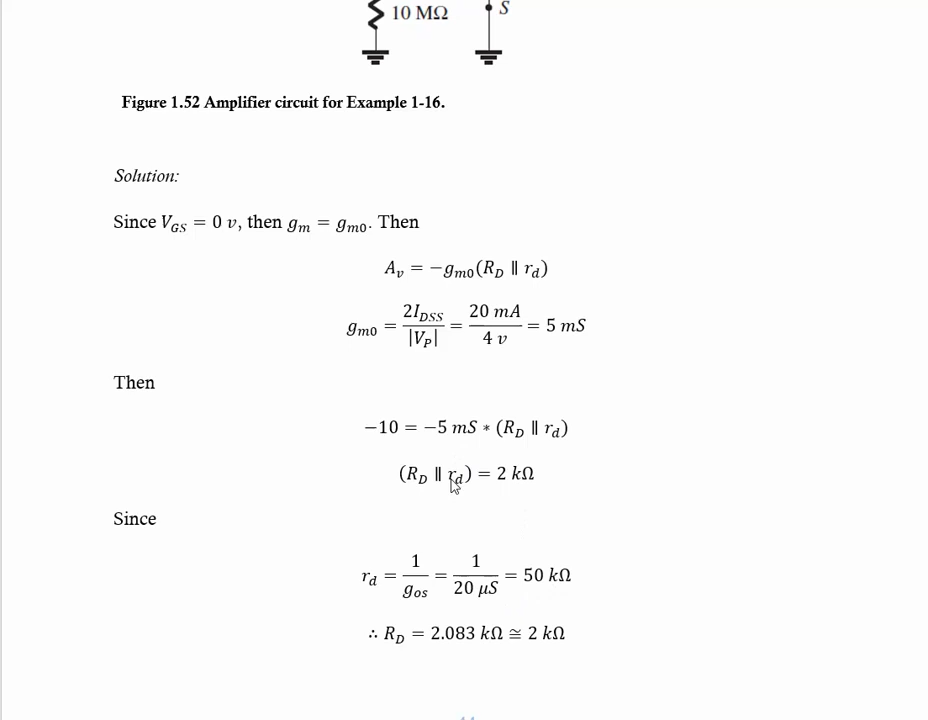 10 MΩ
S
Figure 1.52 Amplifier circuit for Example 1-16.
Solution:
Since V_GS = 0 v, then g_m = g_m0. Then
A_v = −g_m0(R_D ∥ r_d)
g_m0 = 2I_DSS / |V_P| = 20 mA / 4 v = 5 mS
Then
−10 = −5 mS * (R_D ∥ r_d)
(R_D ∥ r_d) = 2 kΩ
Since
r_d = 1 / g_os = 1 / 20 μS = 50 kΩ
∴ R_D = 2.083 kΩ ≅ 2 kΩ